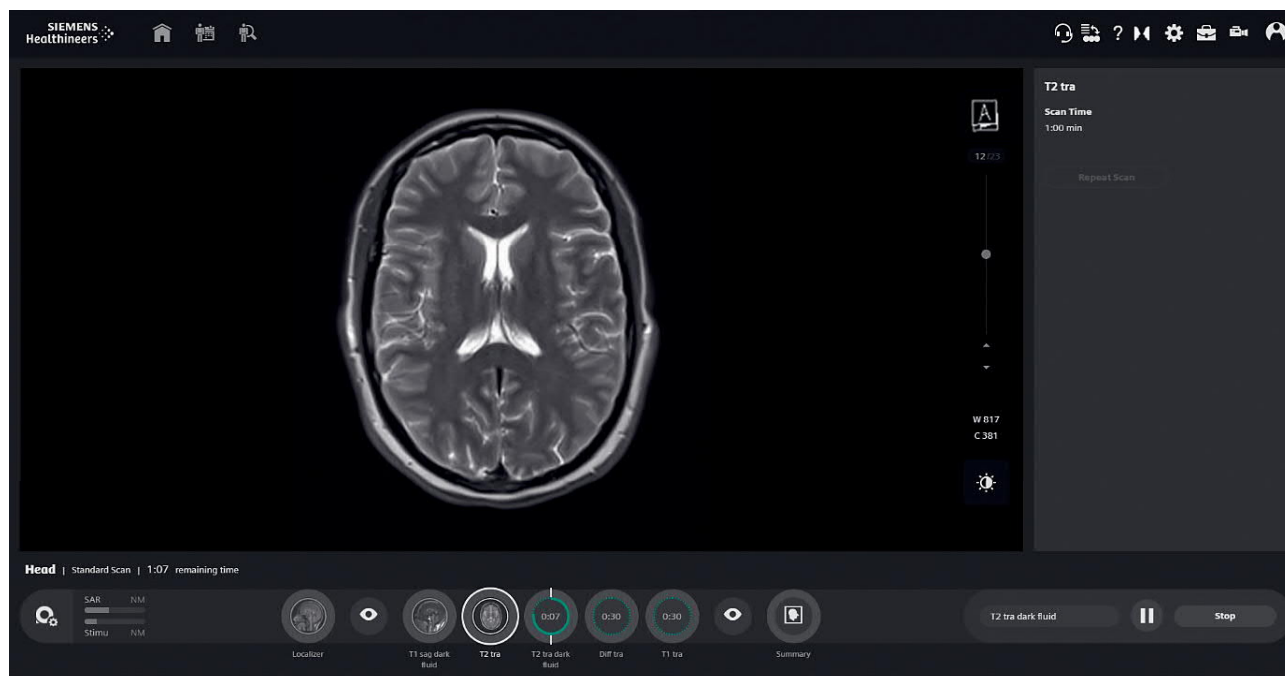 SIEMENS
Healthineers
?
T2 tra
Scan Time
1:00 min
Repeat Scan
A
12/23
W 817
C 381
Head | Standard Scan | 1:07 remaining time
SAR NM
Stimu NM
0:07
0:30
0:30
Localizer
T1 sag dark
fluid
T2 tra
T2 tra dark
fluid
Diff tra
T1 tra
Summary
T2 tra dark fluid
Stop